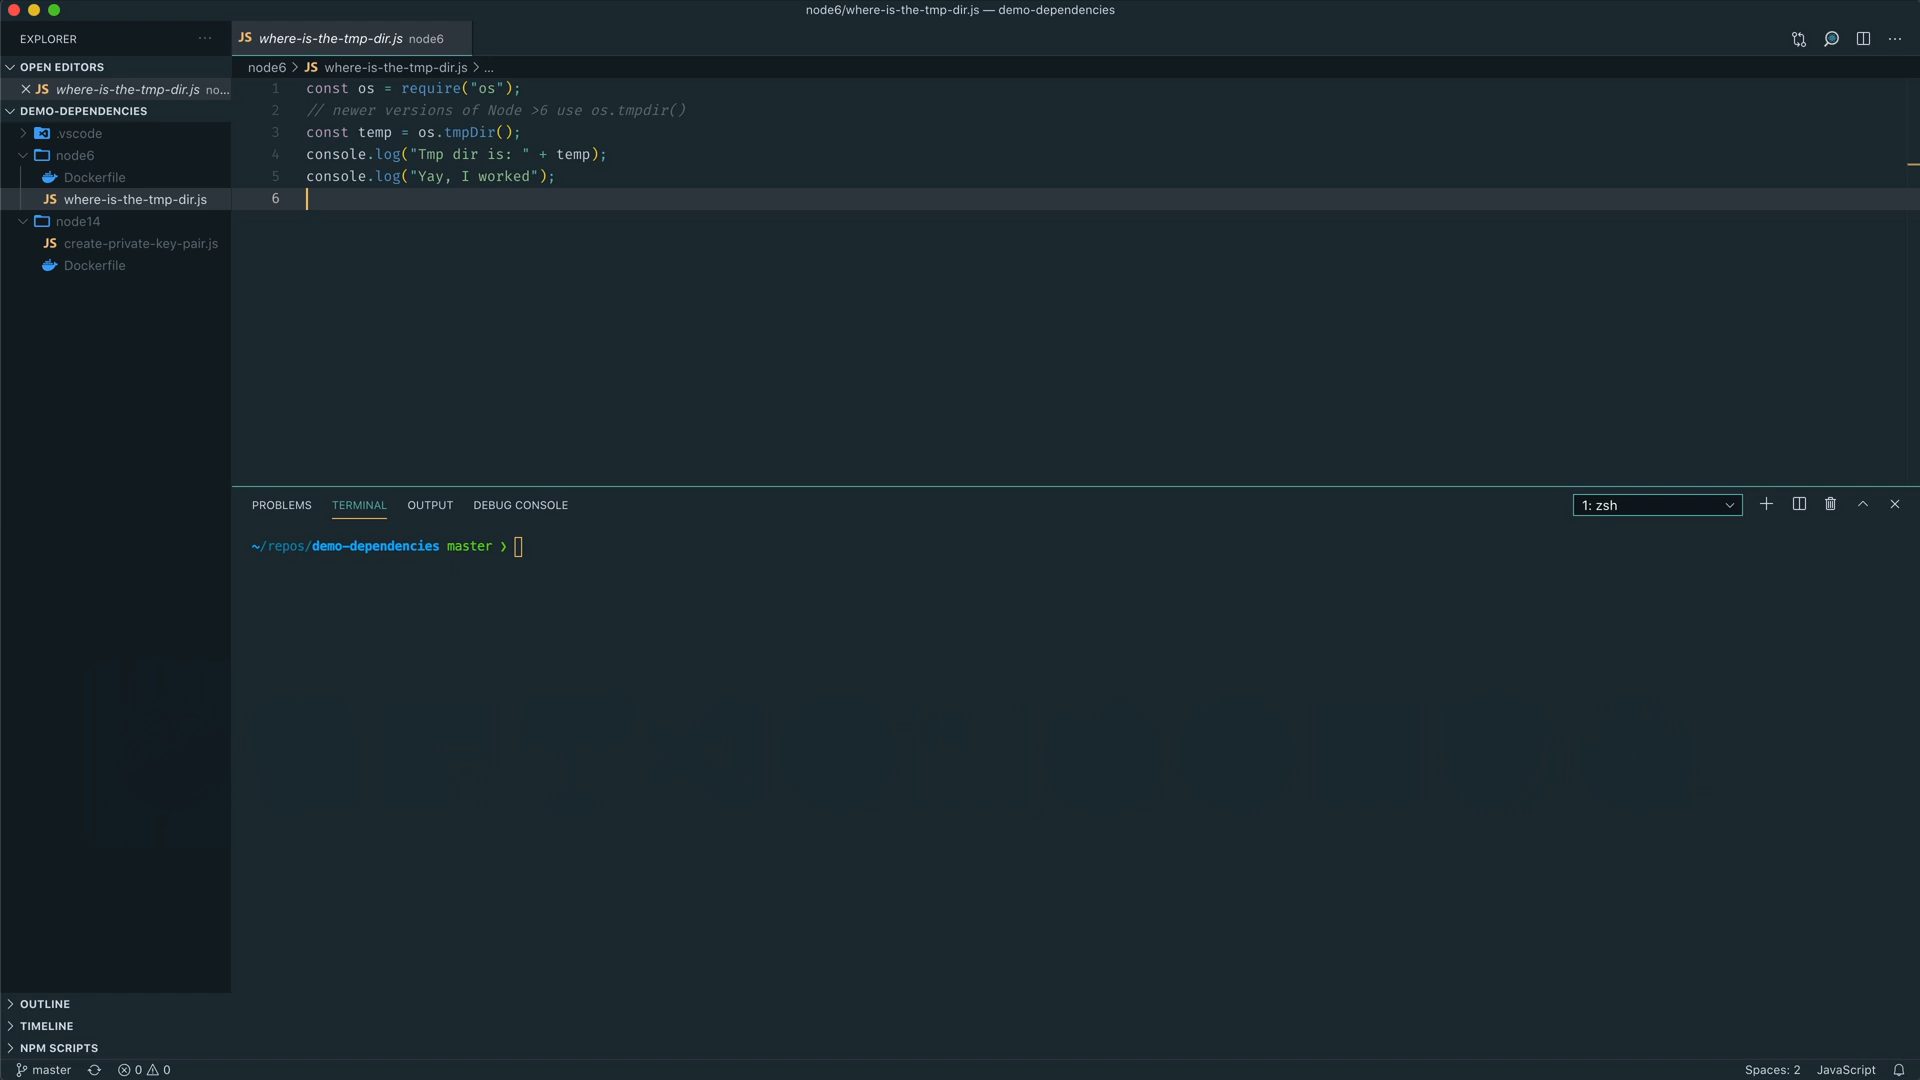 node6/where-is-the-tmp-dir.js — demo-dependencies
EXPLORER ...
JS where-is-the-tmp-dir.js node6
OPEN EDITORS
JS where-is-the-tmp-dir.js no...
DEMO-DEPENDENCIES
.vscode
node6
Dockerfile
JS where-is-the-tmp-dir.js
node14
JS create-private-key-pair.js
Dockerfile
node6 > JS where-is-the-tmp-dir.js > ...
1 const os = require("os");
2 // newer versions of Node >6 use os.tmpdir()
3 const temp = os.tmpDir();
4 console.log("Tmp dir is: " + temp);
5 console.log("Yay, I worked");
6
PROBLEMS TERMINAL OUTPUT DEBUG CONSOLE
1: zsh
~/repos/demo-dependencies master ❯
OUTLINE
TIMELINE
NPM SCRIPTS
master 0 0
Spaces: 2 JavaScript